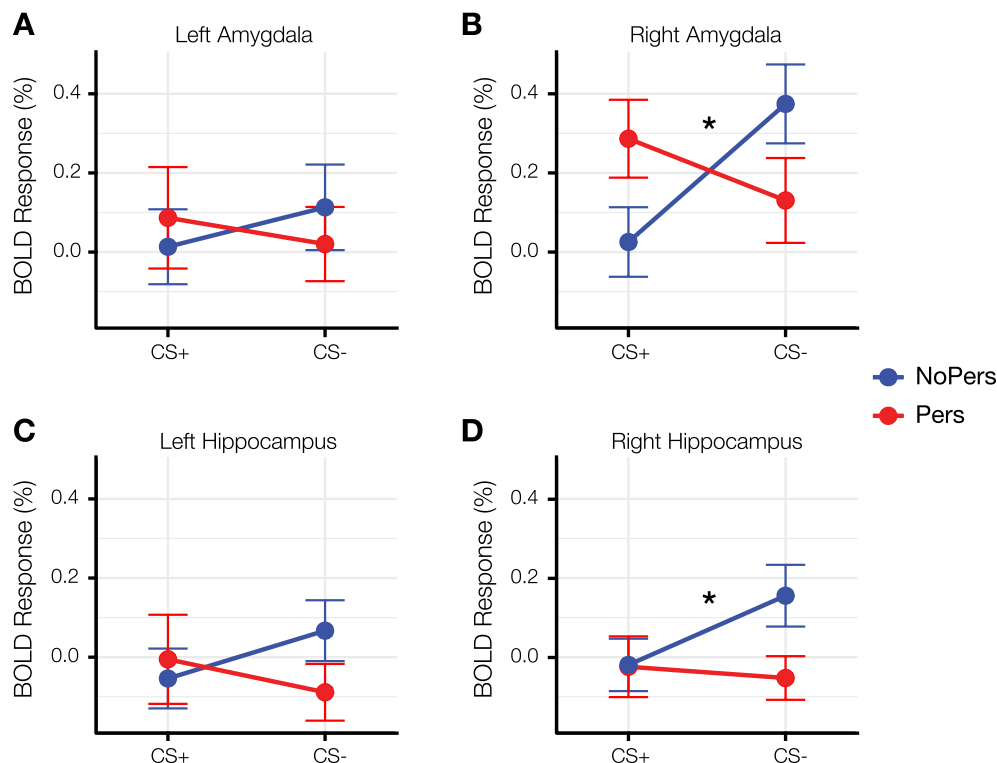 A
Left Amygdala
BOLD Response (%)
0.4
0.2
0.0
CS+
CS-
B
Right Amygdala
BOLD Response (%)
0.4
0.2
0.0
*
CS+
CS-
NoPers
Pers
C
Left Hippocampus
BOLD Response (%)
0.4
0.2
0.0
CS+
CS-
D
Right Hippocampus
BOLD Response (%)
0.4
0.2
0.0
*
CS+
CS-